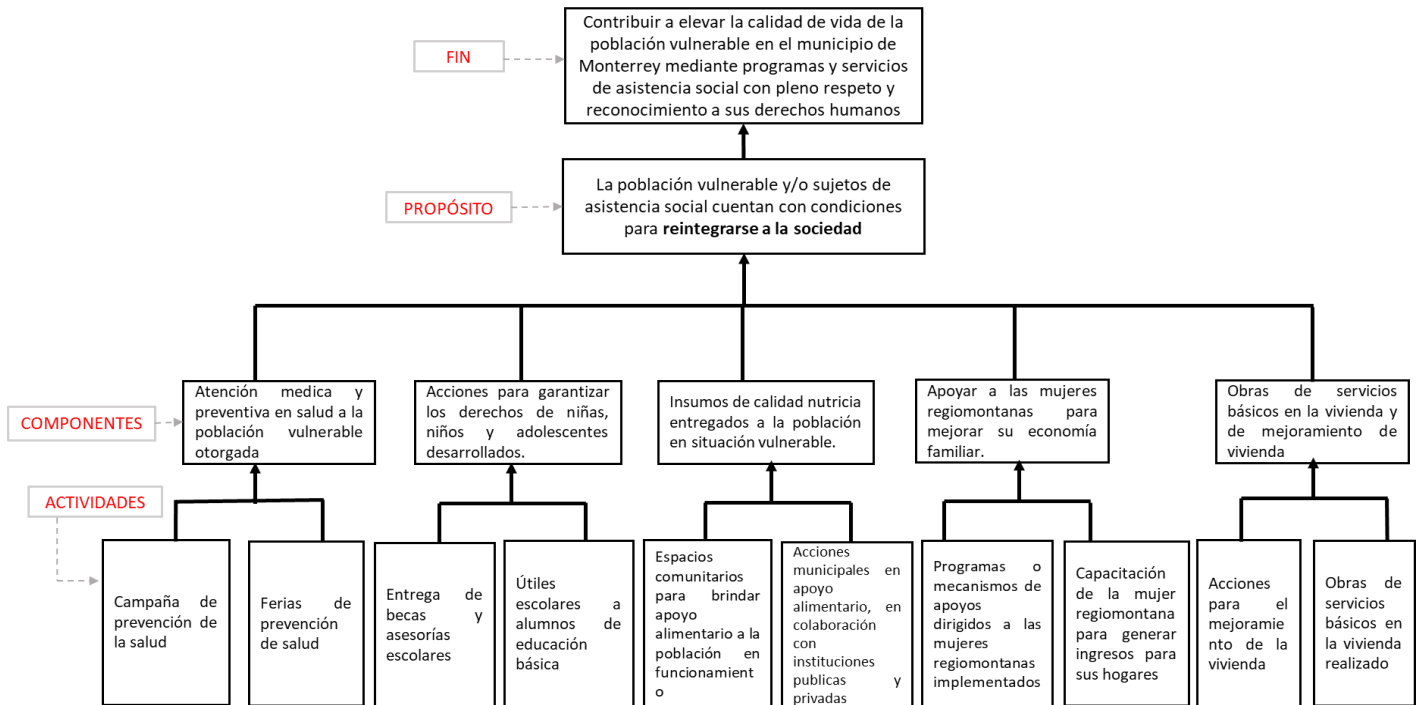 Contribuir a elevar la calidad de vida de la
población vulnerable en el municipio de
Monterrey mediante programas y servicios
de asistencia social con pleno respeto y
reconocimiento a sus derechos humanos
FIN
La población vulnerable y/o sujetos de
asistencia social cuentan con condiciones
para reintegrarse a la sociedad
PROPÓSITO
COMPONENTES
Atención medica y
preventiva en salud a la
población vulnerable
otorgada
Acciones para garantizar
los derechos de niñas,
niños y adolescentes
desarrollados.
Insumos de calidad nutricia
entregados a la población
en situación vulnerable.
Apoyar a las mujeres
regiomontanas para
mejorar su economía
familiar.
Obras de servicios
básicos en la vivienda y
de mejoramiento de
vivienda
ACTIVIDADES
Campaña de
prevención de
la salud
Ferias de
prevención
de salud
Entrega de
becas y
asesorías
escolares
Útiles
escolares a
alumnos de
educación
básica
Espacios
comunitarios
para brindar
apoyo
alimentario a la
población en
funcionamient
o
Acciones
municipales en
apoyo
alimentario, en
colaboración
con
instituciones
publicas y
privadas
Programas o
mecanismos de
apoyos
dirigidos a las
mujeres
regiomontanas
implementados
Capacitación
de la mujer
regiomontana
para generar
ingresos para
sus hogares
Acciones
para el
mejoramie
nto de la
vivienda
Obras de
servicios
básicos en
la vivienda
realizado